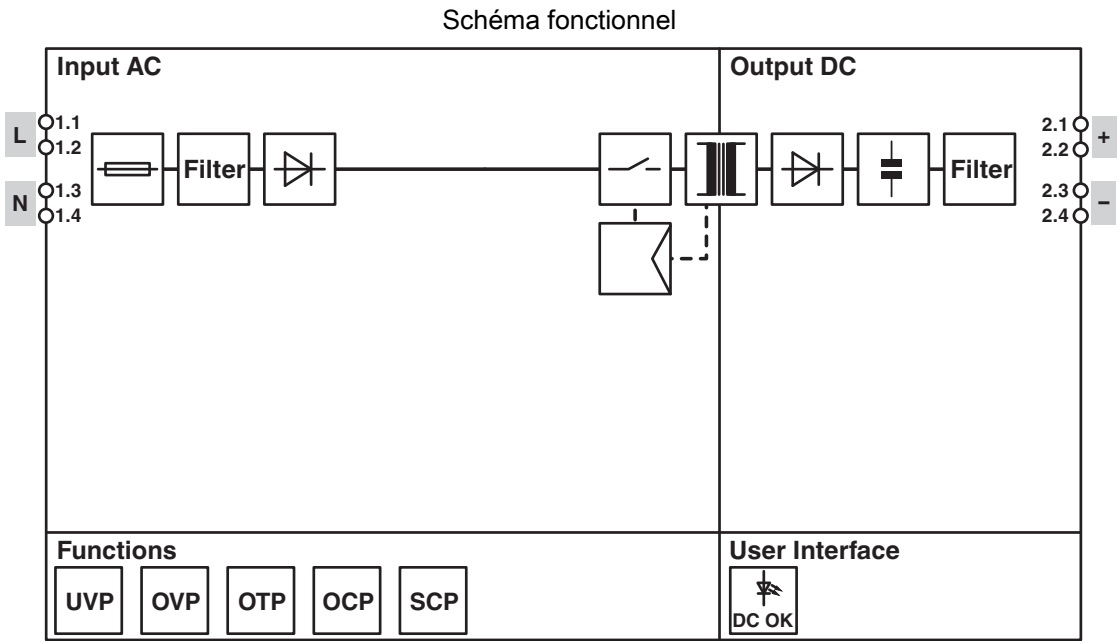 Schéma fonctionnel
Input AC
Output DC
L
1.1
1.2
N
1.3
1.4
Filter
Filter
2.1
2.2
+
2.3
2.4
–
Functions
UVP
OVP
OTP
OCP
SCP
User Interface
DC OK